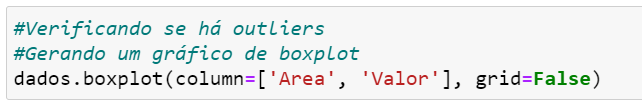 #Verificando se há outliers
#Gerando um gráfico de boxplot
dados.boxplot(column=['Area', 'Valor'], grid=False)